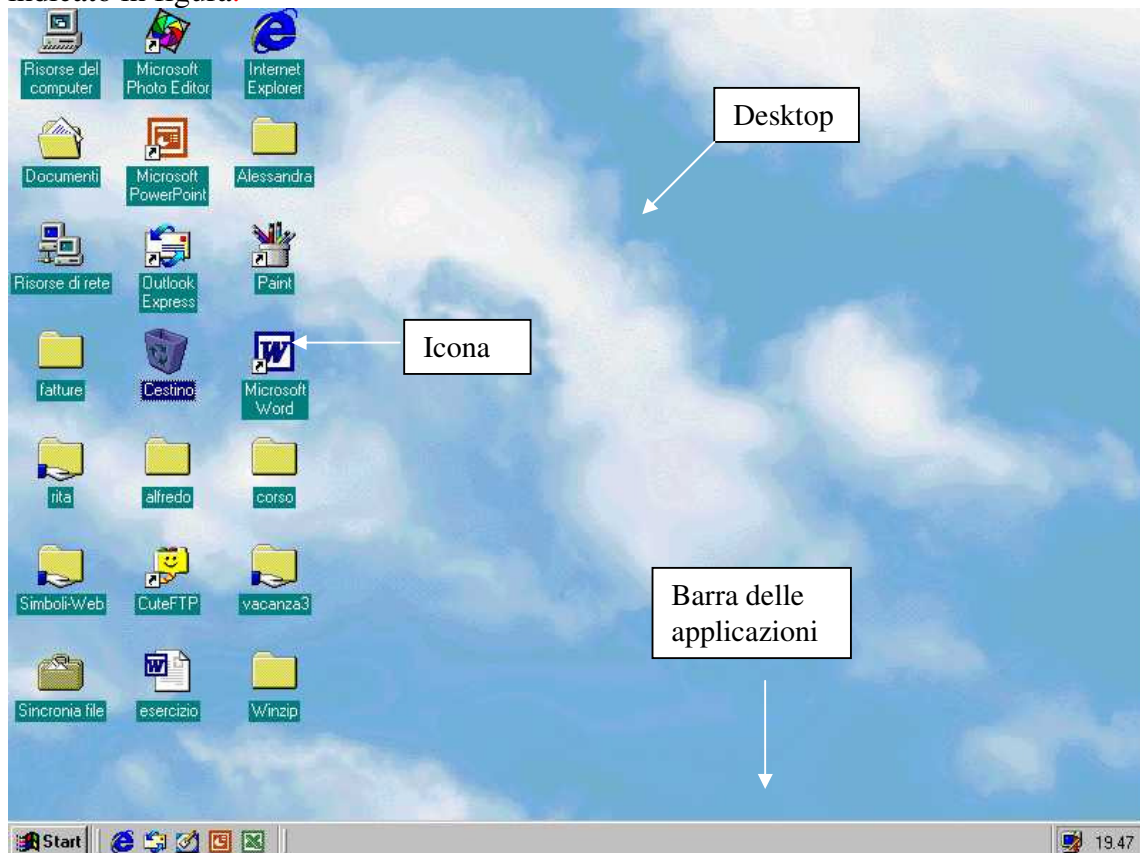 indicato in figura.
Risorse del
computer
Microsoft
Photo Editor
Internet
Explorer
Desktop
Documenti
Microsoft
PowerPoint
Alessandra
Risorse di rete
Outlook
Express
Paint
Icona
fatture
Cestino
Microsoft
Word
rita
alfredo
corso
Barra delle
applicazioni
Simboli-Web
CuteFTP
vacanza3
Sincronia file
esercizio
Winzip
Start
19.47